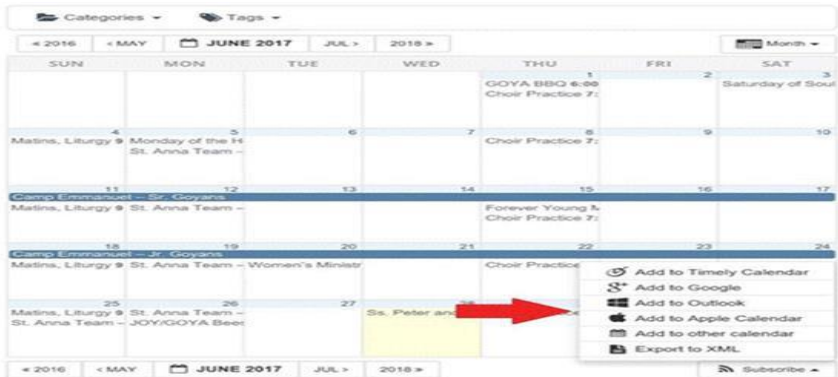 Categories Tags
« 2016 < MAY JUNE 2017 JUL > 2018 » Month
SUN MON TUE WED THU FRI SAT
1 2 3
GOYA BBQ 6:00 Saturday of Soul
Choir Practice 7:
4 5 6 7 8 9 10
Matins, Liturgy 9 Monday of the H Choir Practice 7:
St. Anna Team –
11 12 13 14 15 16 17
Camp Emmanuel – Sr. Goyans
Matins, Liturgy 9 St. Anna Team – Forever Young M
Choir Practice 7:
18 19 20 21 22 23 24
Camp Emmanuel – Jr. Goyans
Matins, Liturgy 9 St. Anna Team – Women's Ministr Choir Practice
25 26 27
Matins, Liturgy 9 St. Anna Team – Ss. Peter and
St. Anna Team – JOY/GOYA Bees
Add to Timely Calendar
Add to Google
Add to Outlook
Add to Apple Calendar
Add to other calendar
Export to XML
« 2016 < MAY JUNE 2017 JUL > 2018 » Subscribe